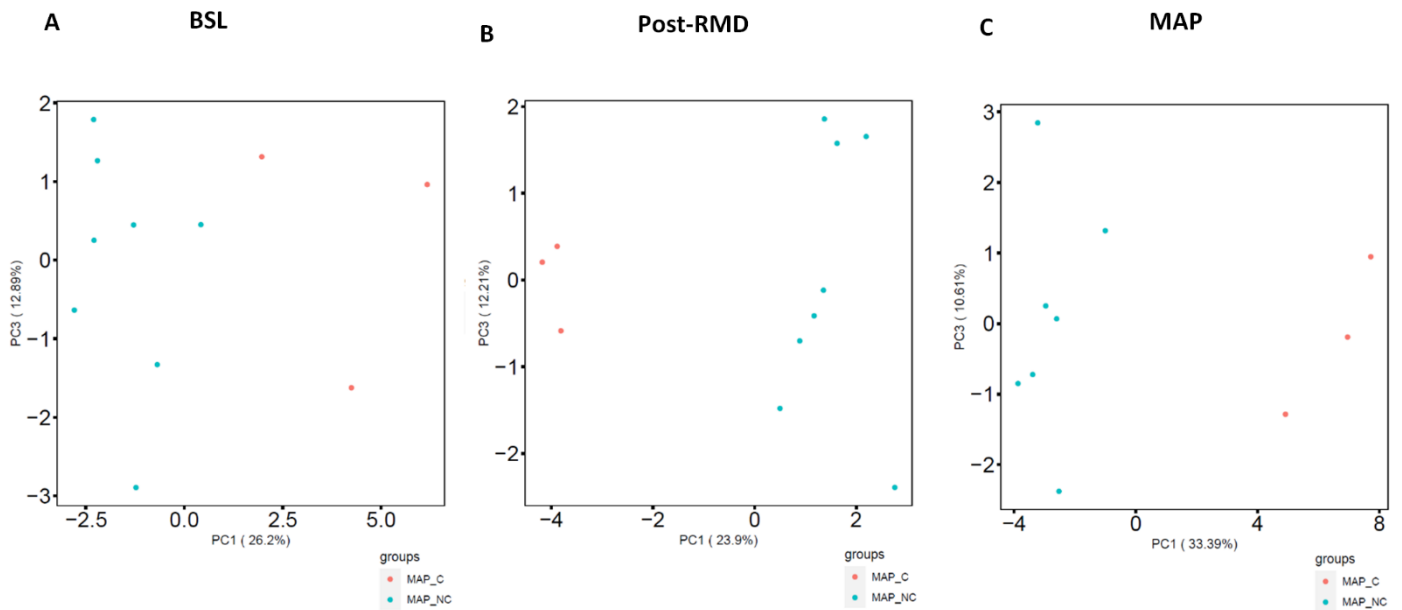 A
BSL
2
1
0
−1
−2
−3
PC3 ( 12.89%)
−2.5
0.0
2.5
5.0
PC1 ( 26.2%)
groups
MAP_C
MAP_NC
B
Post-RMD
2
1
0
−1
−2
PC3 ( 12.21%)
−4
−2
0
2
PC1 ( 23.9%)
groups
MAP_C
MAP_NC
C
MAP
3
2
1
0
−1
−2
PC3 ( 10.61%)
−4
0
4
8
PC1 ( 33.39%)
groups
MAP_C
MAP_NC